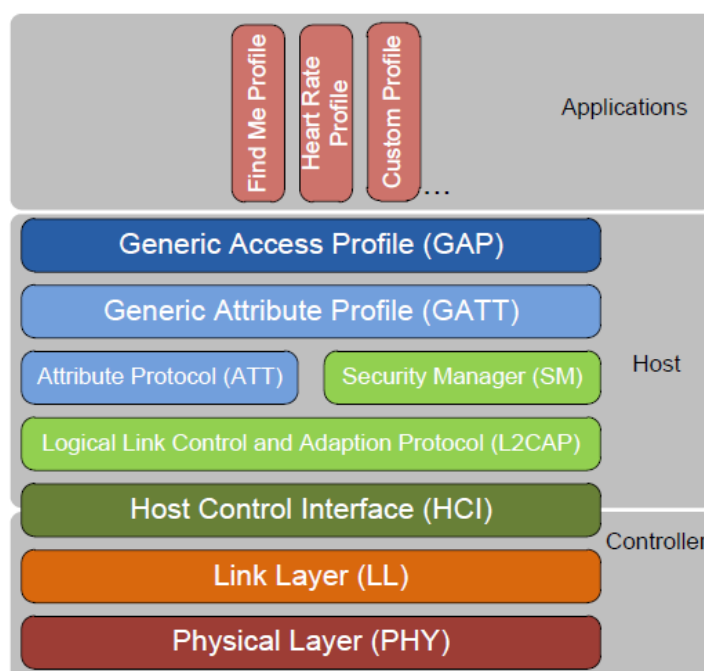 Find Me Profile
Heart Rate
Profile
Custom Profile
...
Applications
Generic Access Profile (GAP)
Generic Attribute Profile (GATT)
Attribute Protocol (ATT)
Security Manager (SM)
Host
Logical Link Control and Adaption Protocol (L2CAP)
Host Control Interface (HCI)
Controller
Link Layer (LL)
Physical Layer (PHY)